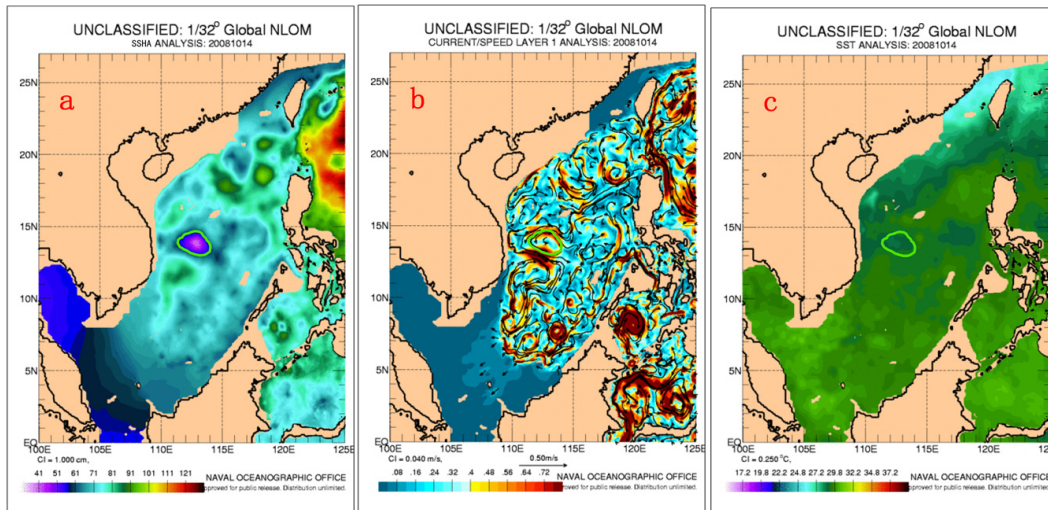 UNCLASSIFIED: 1/32° Global NLOM
SSHA ANALYSIS: 20081014
a
25N
20N
15N
10N
5N
EQ
100E
105E
110E
115E
120E
125E
CI = 1.000 cm,
41 51 61 71 81 91 101 111 121
NAVAL OCEANOGRAPHIC OFFICE
proved for public release. Distribution unlimited.
UNCLASSIFIED: 1/32° Global NLOM
CURRENT/SPEED LAYER 1 ANALYSIS: 20081014
b
25N
20N
15N
10N
5N
EQ
100E
105E
110E
115E
120E
125E
CI = 0.040 m/s,
0.50m/s
.08 .16 .24 .32 .4 .48 .56 .64 .72
NAVAL OCEANOGRAPHIC OFFICE
proved for public release. Distribution unlimited.
UNCLASSIFIED: 1/32° Global NLOM
SST ANALYSIS: 20081014
c
25N
20N
15N
10N
5N
EQ
100E
105E
110E
115E
120E
125E
CI = 0.250 °C,
17.2 19.8 22.2 24.8 27.2 29.8 32.2 34.8 37.2
NAVAL OCEANOGRAPHIC OFFICE
proved for public release. Distribution unlimited.